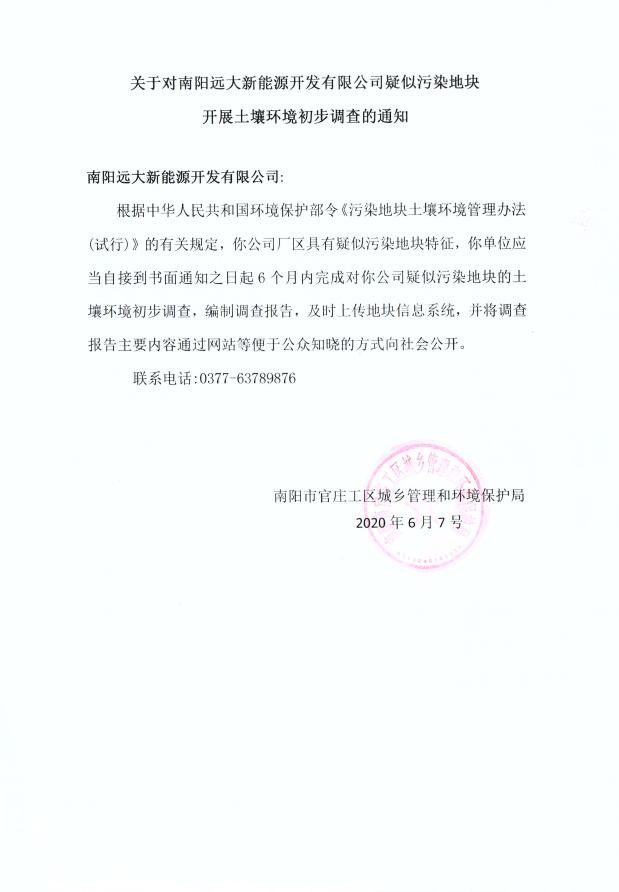 关于对南阳远大新能源开发有限公司疑似污染地块
开展土壤环境初步调查的通知
南阳远大新能源开发有限公司:
根据中华人民共和国环境保护部令《污染地块土壤环境管理办法
(试行)》的有关规定，你公司厂区具有疑似污染地块特征，你单位应
当自接到书面通知之日起6个月内完成对你公司疑似污染地块的土
壤环境初步调查，编制调查报告，及时上传地块信息系统，并将调查
报告主要内容通过网站等便于公众知晓的方式向社会公开。
联系电话:0377-63789876
南阳市官庄工区城乡管理和环境保护局
2020年6月7号